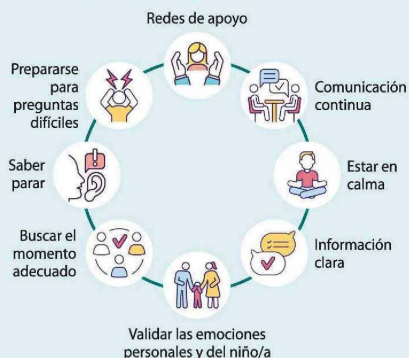 Redes de apoyo
Comunicación
continua
Estar en
calma
Información
clara
Validar las emociones
personales y del niño/a
Buscar el
momento
adecuado
Saber
parar
Prepararse
para
preguntas
difíciles